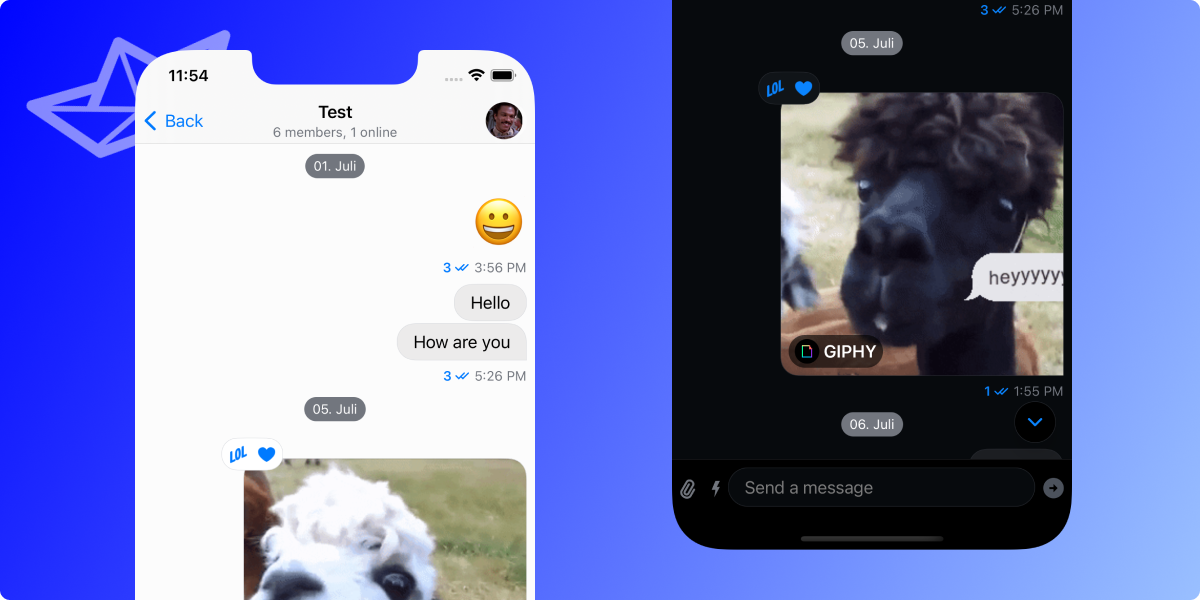 11:54
Back
Test
6 members, 1 online
01. Juli
3 3:56 PM
Hello
How are you
3 5:26 PM
05. Juli
LOL
3 5:26 PM
05. Juli
LOL
heyyyyyy
GIPHY
1 1:55 PM
06. Juli
Send a message